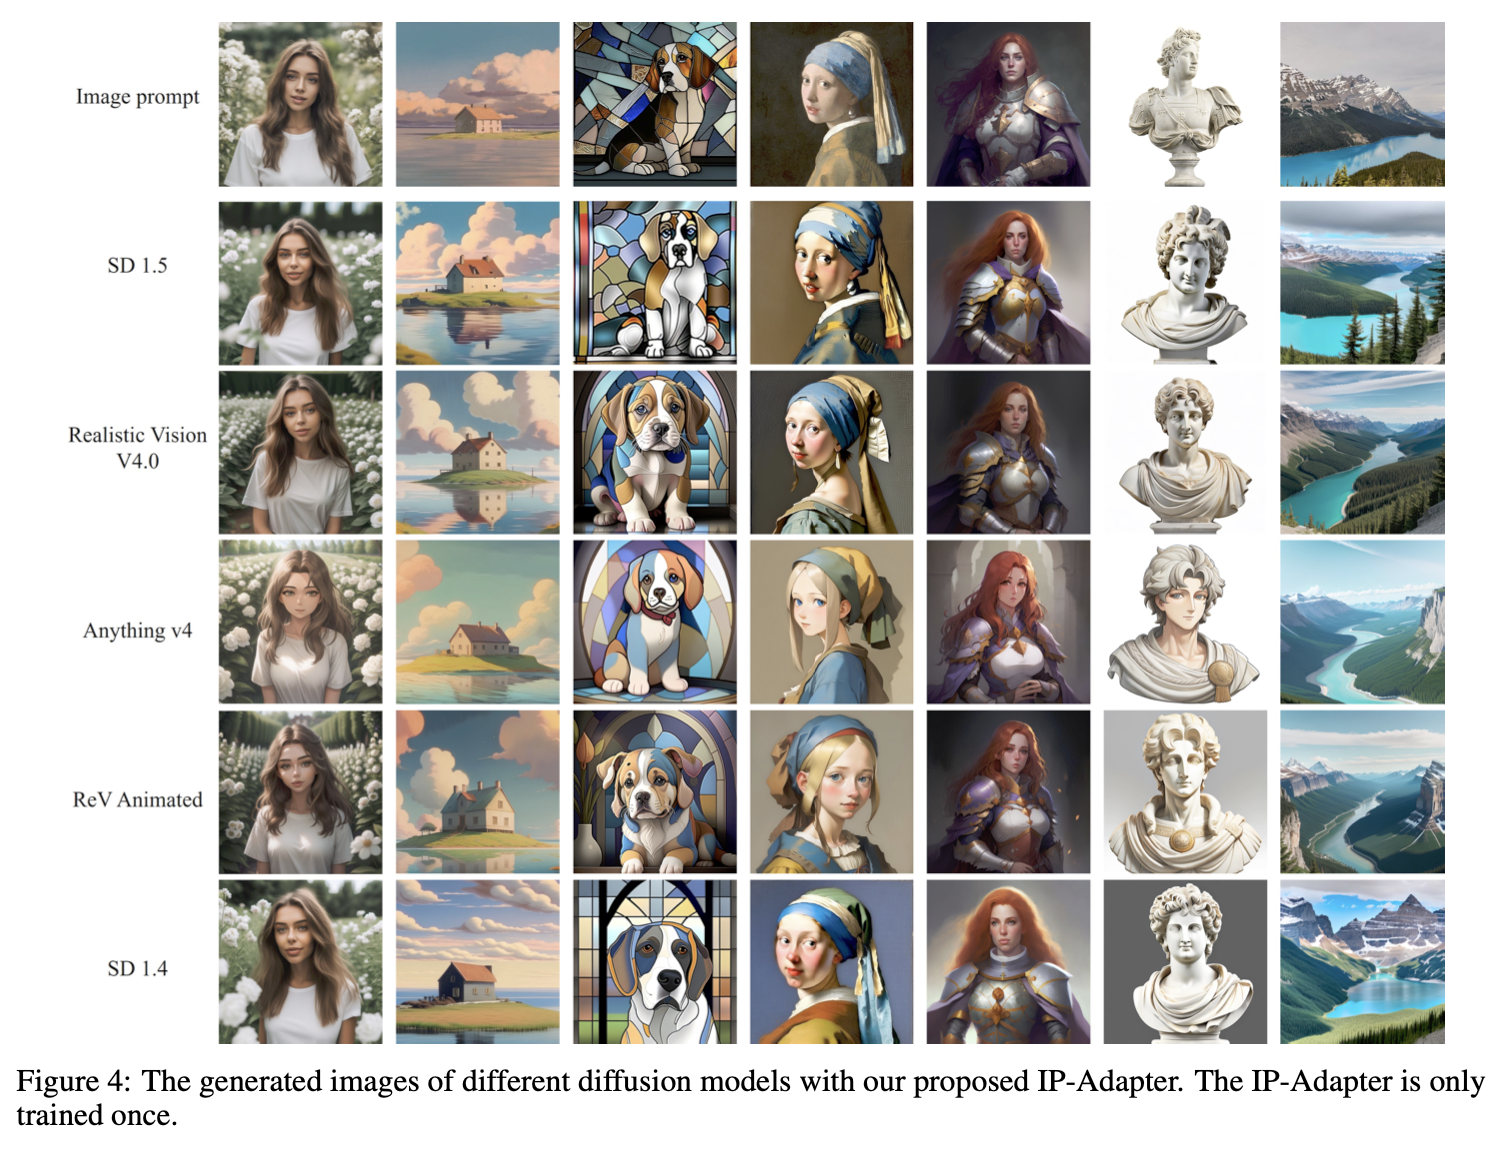 Image prompt
SD 1.5
Realistic Vision
V4.0
Anything v4
ReV Animated
SD 1.4
Figure 4: The generated images of different diffusion models with our proposed IP-Adapter. The IP-Adapter is only
trained once.